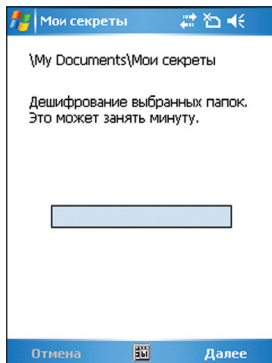 Мои секреты
\My Documents\Мои секреты
Дешифрование выбранных папок.
Это может занять минуту.
Отмена Далее